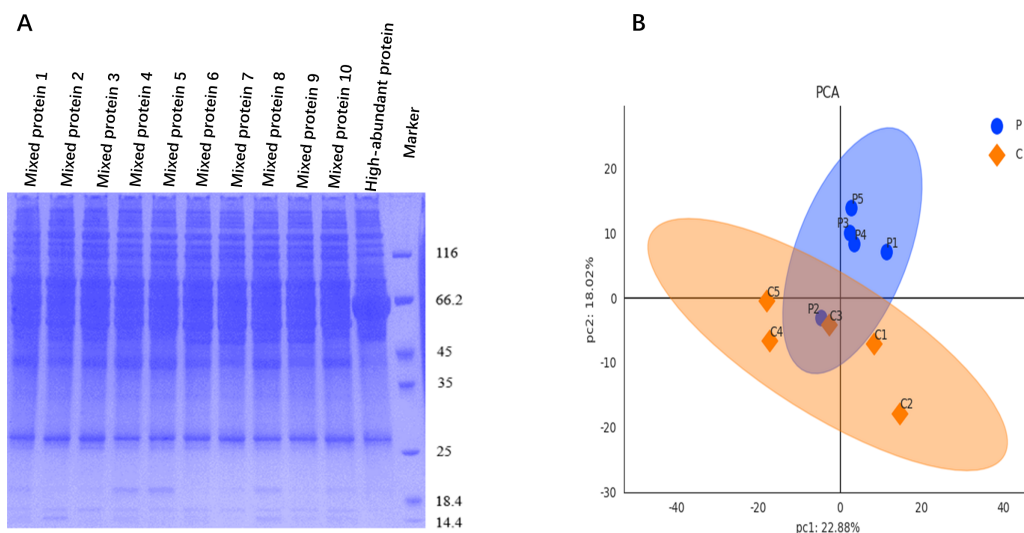 A
Mixed protein 1
Mixed protein 2
Mixed protein 3
Mixed protein 4
Mixed protein 5
Mixed protein 6
Mixed protein 7
Mixed protein 8
Mixed protein 9
Mixed protein 10
High-abundant protein
Marker
116
66.2
45
35
25
18.4
14.4
B
PCA
P
C
20
10
0
-10
-20
-30
pc2: 18.02%
P5
P3
P4
P1
C5
P2
C3
C4
C1
C2
-40
-20
0
20
40
pc1: 22.88%